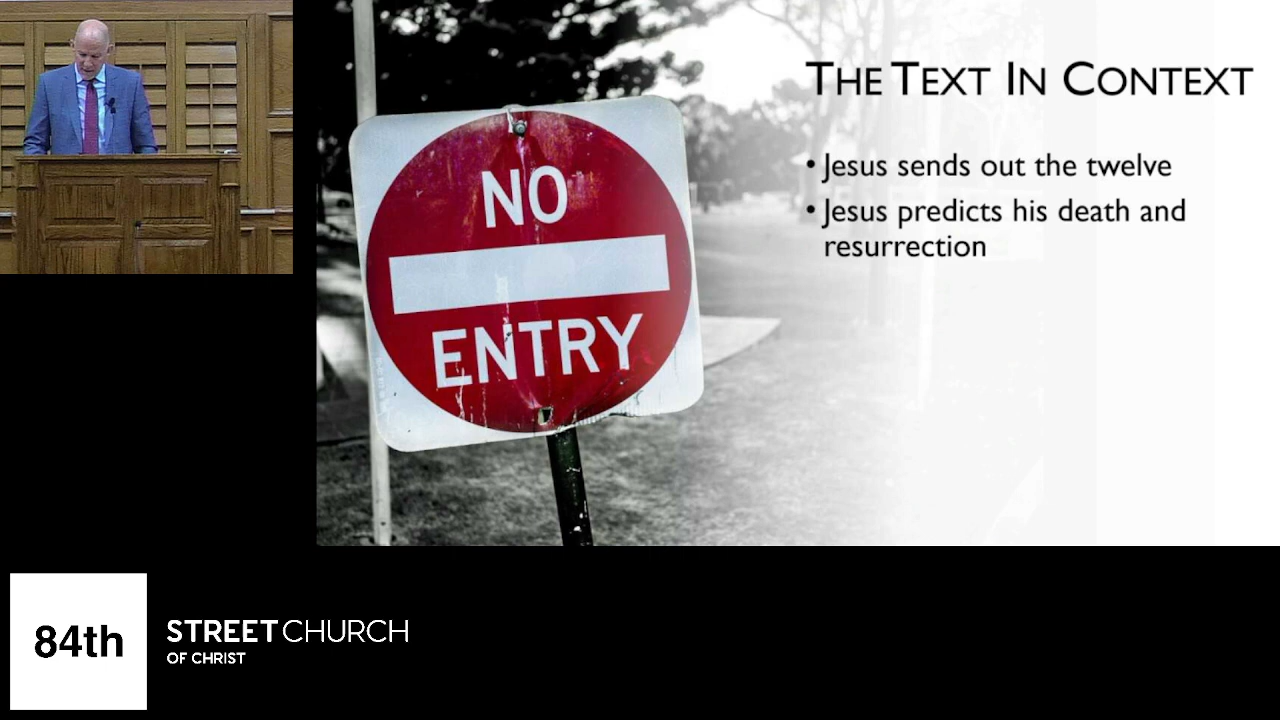 THE TEXT IN CONTEXT
• Jesus sends out the twelve
• Jesus predicts his death and
resurrection
NO
ENTRY
84th
STREET CHURCH
OF CHRIST